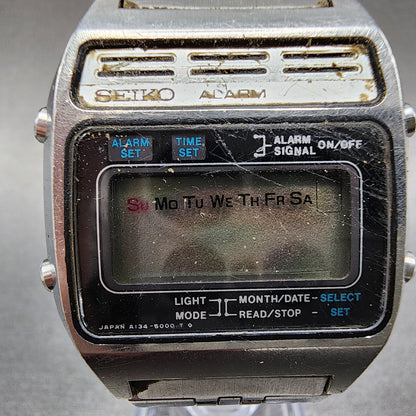 SEIKO ALARM
ALARM SET TIME SET ALARM SIGNAL ON/OFF
Su Mo Tu We Th Fr Sa
LIGHT MONTH/DATE - SELECT
MODE READ/STOP - SET
JAPAN A134-5000 T